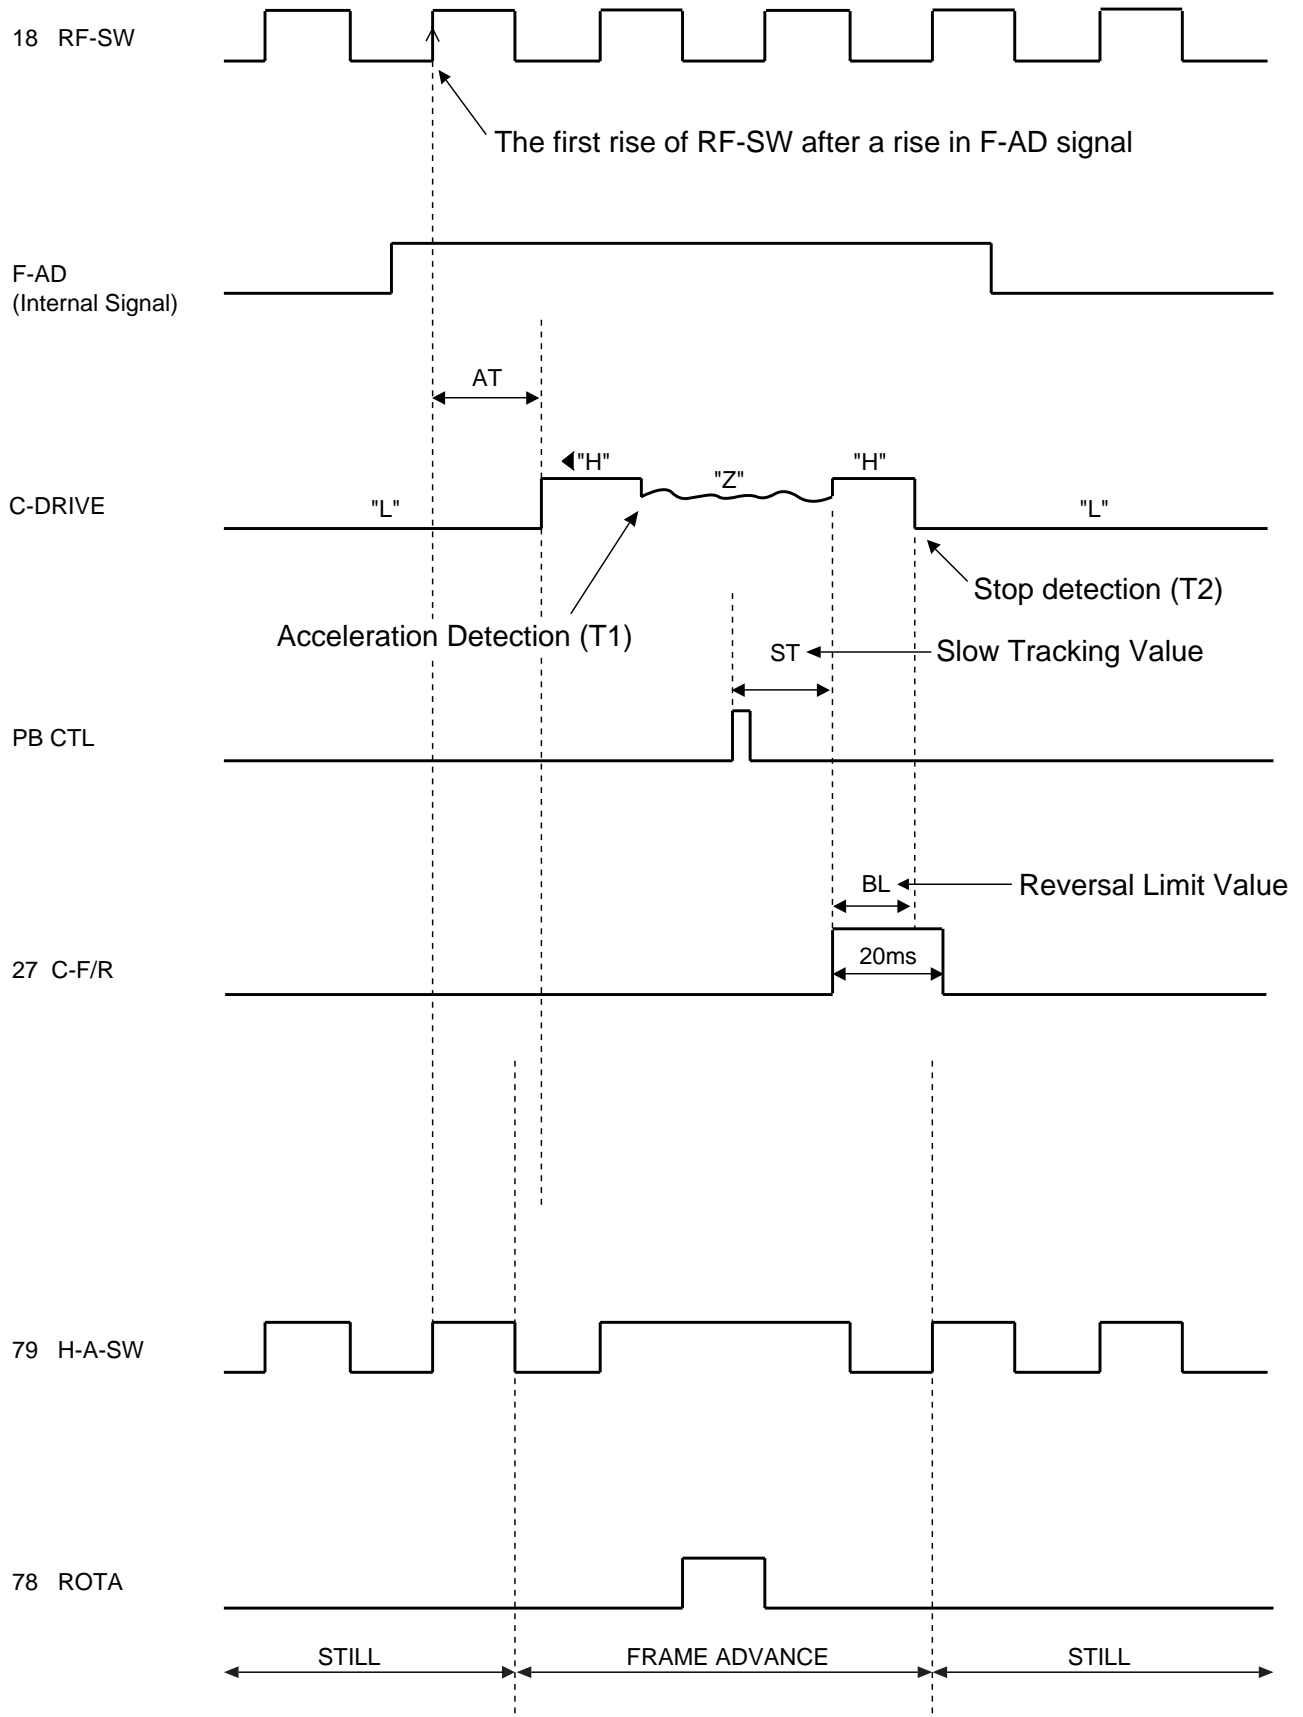 18 RF-SW
The first rise of RF-SW after a rise in F-AD signal
F-AD
(Internal Signal)
AT
"H"
"Z"
"H"
C-DRIVE
"L"
"L"
Stop detection (T2)
Acceleration Detection (T1)
ST
Slow Tracking Value
PB CTL
BL
Reversal Limit Value
27 C-F/R
20ms
79 H-A-SW
78 ROTA
STILL
FRAME ADVANCE
STILL